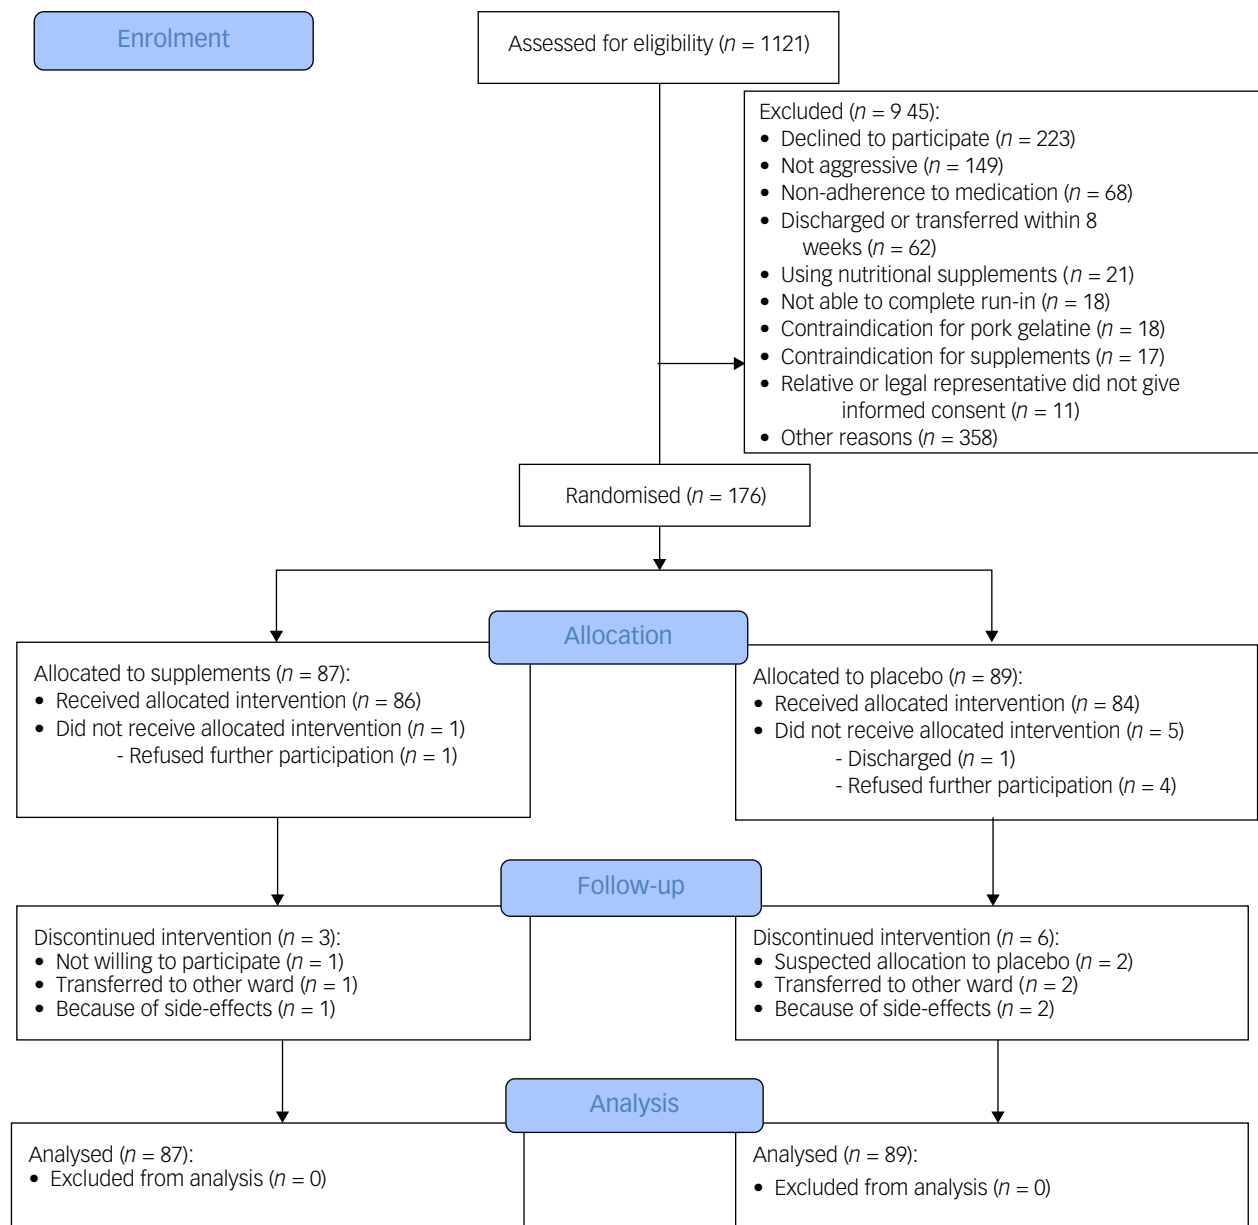 Enrolment
Assessed for eligibility (n = 1121)
Excluded (n = 9 45):
• Declined to participate (n = 223)
• Not aggressive (n = 149)
• Non-adherence to medication (n = 68)
• Discharged or transferred within 8
weeks (n = 62)
• Using nutritional supplements (n = 21)
• Not able to complete run-in (n = 18)
• Contraindication for pork gelatine (n = 18)
• Contraindication for supplements (n = 17)
• Relative or legal representative did not give
informed consent (n = 11)
• Other reasons (n = 358)
Randomised (n = 176)
Allocation
Allocated to supplements (n = 87):
• Received allocated intervention (n = 86)
• Did not receive allocated intervention (n = 1)
- Refused further participation (n = 1)
Allocated to placebo (n = 89):
• Received allocated intervention (n = 84)
• Did not receive allocated intervention (n = 5)
- Discharged (n = 1)
- Refused further participation (n = 4)
Follow-up
Discontinued intervention (n = 3):
• Not willing to participate (n = 1)
• Transferred to other ward (n = 1)
• Because of side-effects (n = 1)
Discontinued intervention (n = 6):
• Suspected allocation to placebo (n = 2)
• Transferred to other ward (n = 2)
• Because of side-effects (n = 2)
Analysis
Analysed (n = 87):
• Excluded from analysis (n = 0)
Analysed (n = 89):
• Excluded from analysis (n = 0)